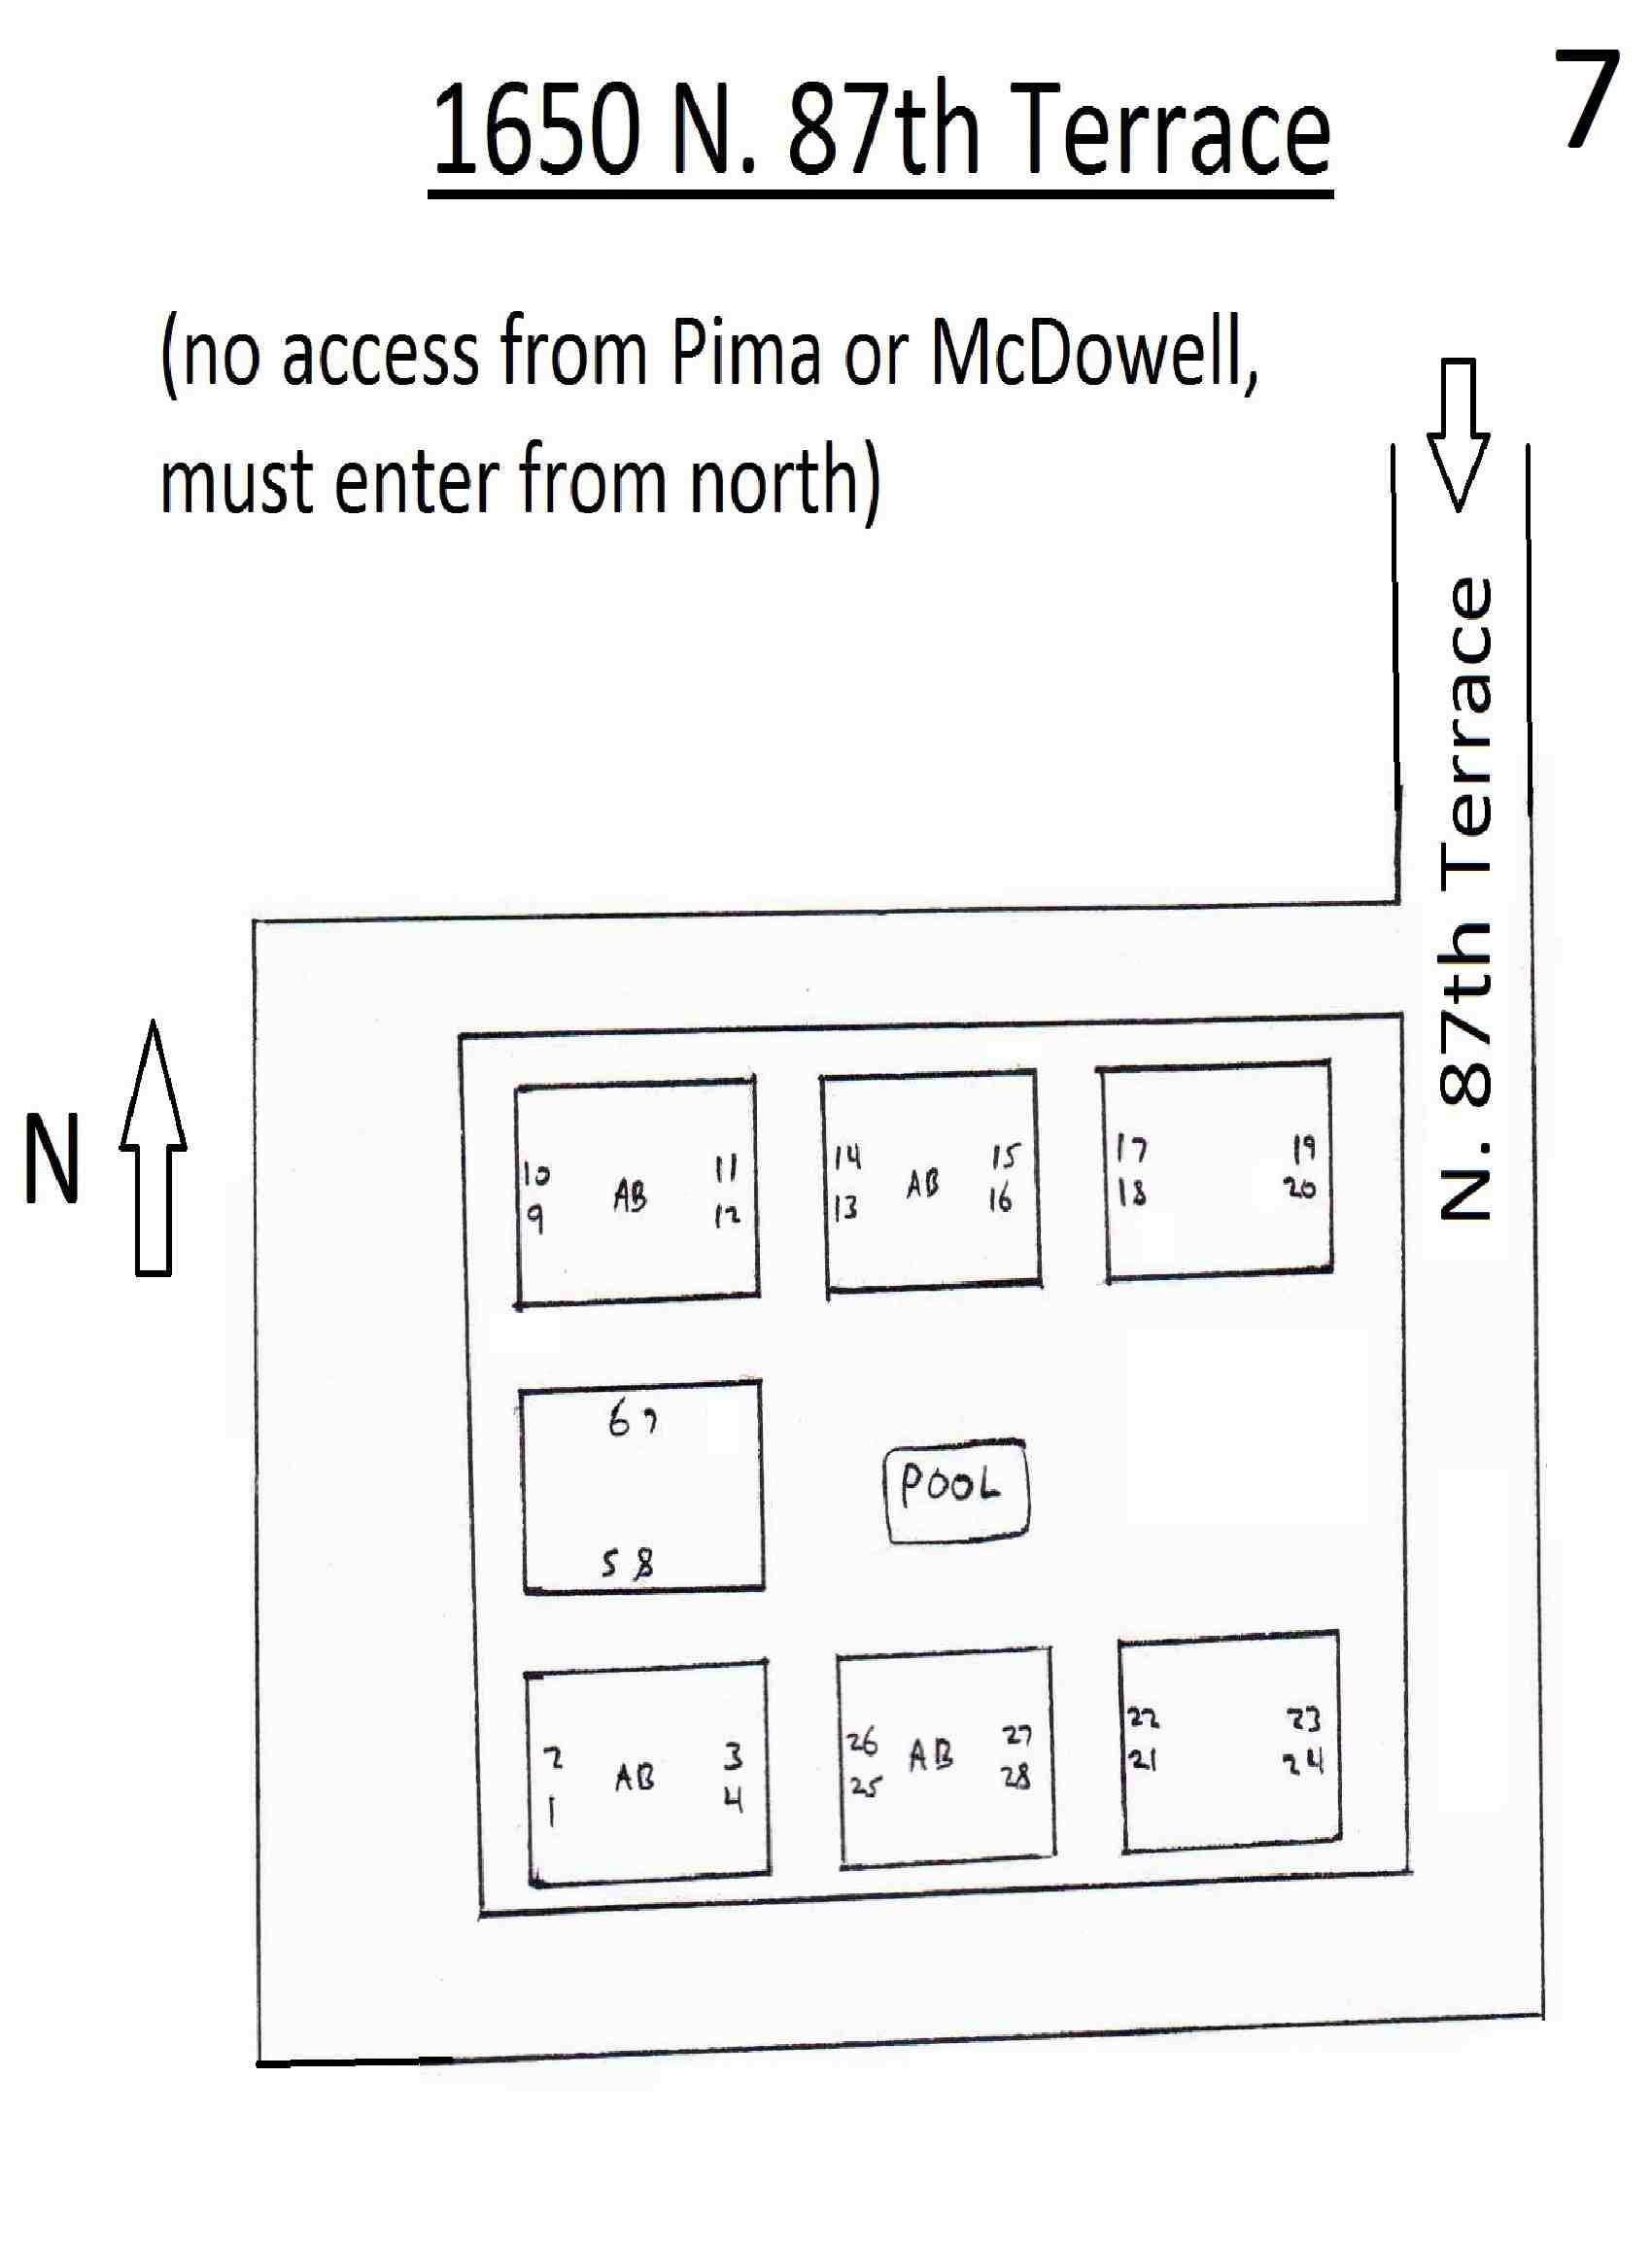 1650 N. 87th Terrace
7
(no access from Pima or McDowell,
must enter from north)
N. 87th Terrace
N
10 AB 11
9 12
14 AB 15
13 16
17 19
18 20
6 7
POOL
5 8
2 AB 3
1 4
26 AB 27
25 28
22 23
21 24